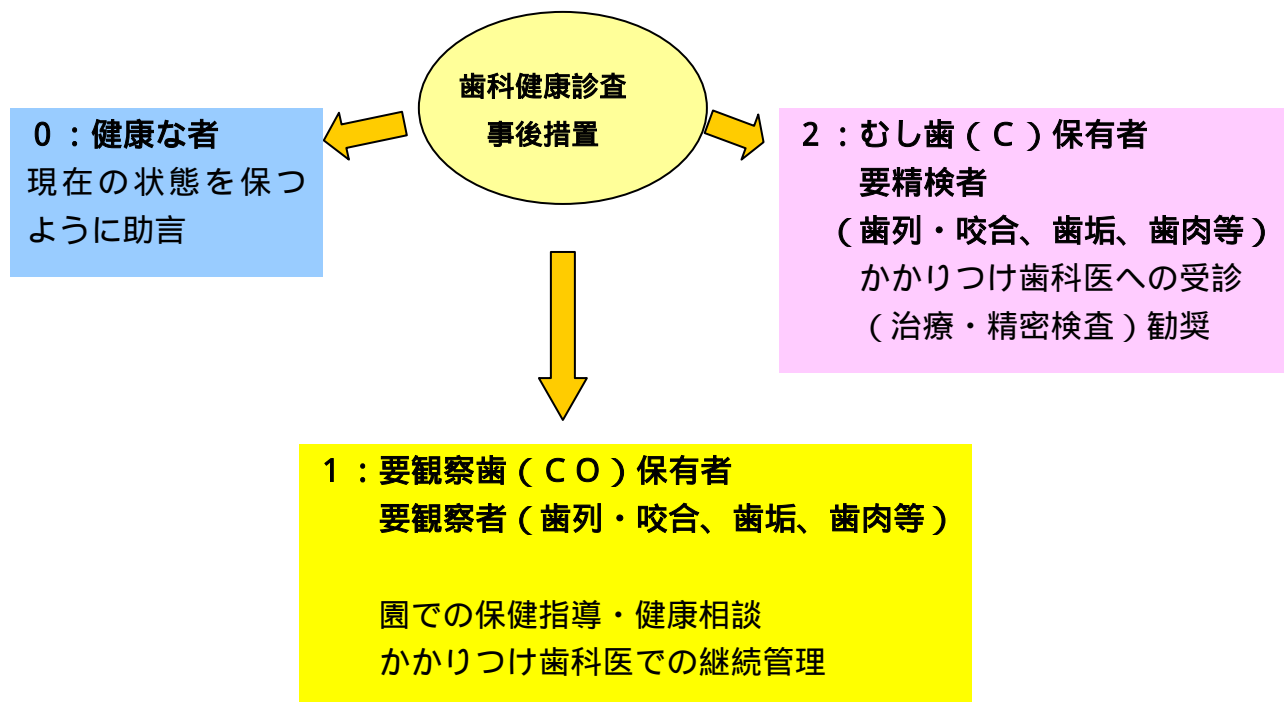 歯科健康診査
事後措置
０：健康な者
現在の状態を保つ
ように助言
２：むし歯（Ｃ）保有者
要精検者
（歯列・咬合、歯垢、歯肉等）
かかりつけ歯科医への受診
（治療・精密検査）勧奨
１：要観察歯（ＣＯ）保有者
要観察者（歯列・咬合、歯垢、歯肉等）
園での保健指導・健康相談
かかりつけ歯科医での継続管理